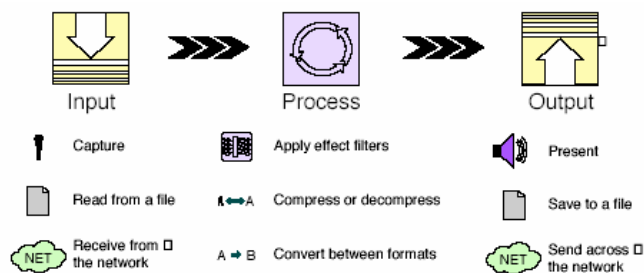 Input
Process
Output
Capture
Apply effect filters
Present
Read from a file
A ↔ A
Compress or decompress
Save to a file
NET
Receive from □
the network
A → B
Convert between formats
NET
Send across □
the network